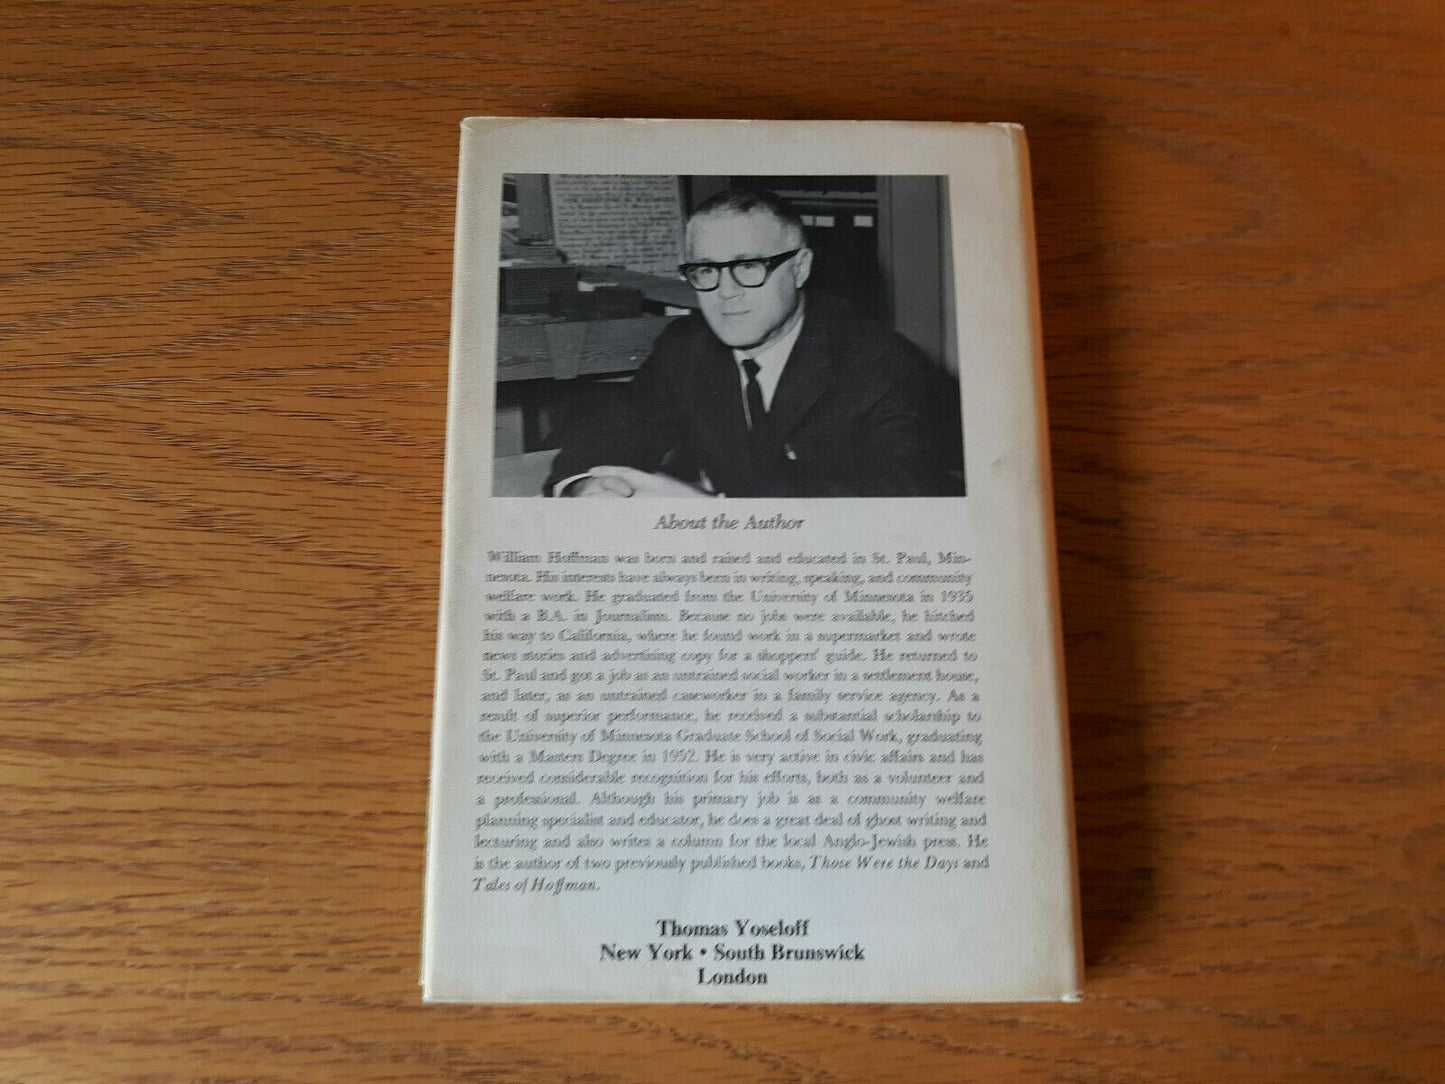 About the Author
William Hoffman was born and raised and educated in St. Paul, Min-
nesota. His interests have always been in writing, speaking, and community
welfare work. He graduated from the University of Minnesota in 1935
with a B.A. in Journalism. Because no jobs were available, he hitched
his way to California, where he found work in a supermarket and wrote
news stories and advertising copy for a shoppers' guide. He returned to
St. Paul and got a job as an untrained social worker in a settlement house,
and later, as an untrained caseworker in a family service agency. As a
result of superior performance, he received a substantial scholarship to
the University of Minnesota Graduate School of Social Work, graduating
with a Masters Degree in 1952. He is very active in civic affairs and has
received considerable recognition for his efforts, both as a volunteer and
a professional. Although his primary job is as a community welfare
planning specialist and educator, he does a great deal of ghost writing and
lecturing and also writes a column for the local Anglo-Jewish press. He
is the author of two previously published books, Those Were the Days and
Tales of Hoffman.
Thomas Yoseloff
New York • South Brunswick
London